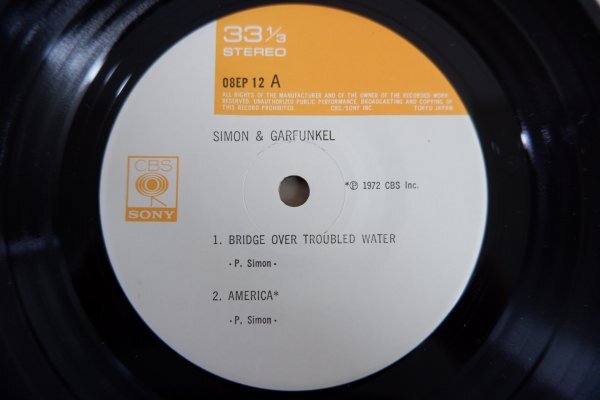 33 1/3
STEREO
08EP 12 A
ALL RIGHTS OF THE MANUFACTURER AND OF THE OWNER OF THE RECORDED WORK
RESERVED. UNAUTHORIZED PUBLIC PERFORMANCE, BROADCASTING AND COPYING OF
THIS RECORD PROHIBITED. CBS/SONY INC. TOKYO JAPAN
SIMON & GARFUNKEL
CBS
SONY
*Ⓟ 1972 CBS Inc.
1. BRIDGE OVER TROUBLED WATER
・P. Simon・
2. AMERICA*
・P. Simon・